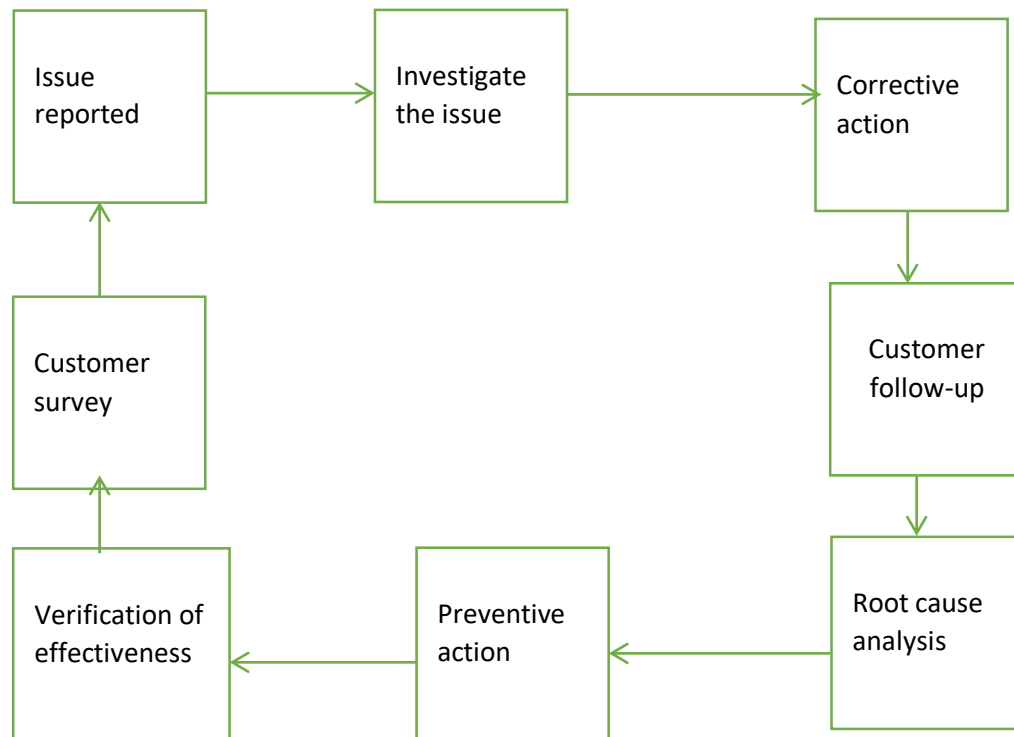 Issue
reported
Investigate
the issue
Corrective
action
Customer
survey
Customer
follow-up
Verification of
effectiveness
Preventive
action
Root cause
analysis